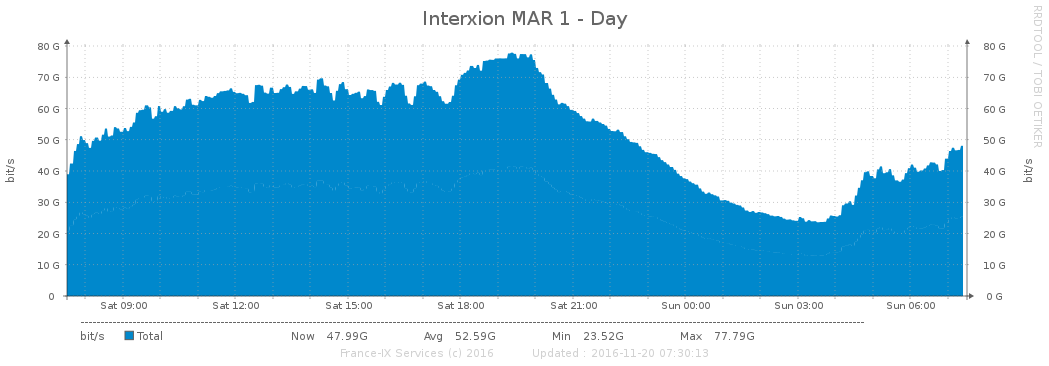 Interxion MAR 1 - Day
RRDTOOL / TOBI OETIKER
80 G 80 G
70 G 70 G
60 G 60 G
50 G 50 G
40 G 40 G
30 G 30 G
20 G 20 G
10 G 10 G
0 0 G
bit/s bit/s
Sat 09:00 Sat 12:00 Sat 15:00 Sat 18:00 Sat 21:00 Sun 00:00 Sun 03:00 Sun 06:00
bit/s Total Now 47.99G Avg 52.59G Min 23.52G Max 77.79G
France-IX Services (c) 2016 Updated : 2016-11-20 07:30:13